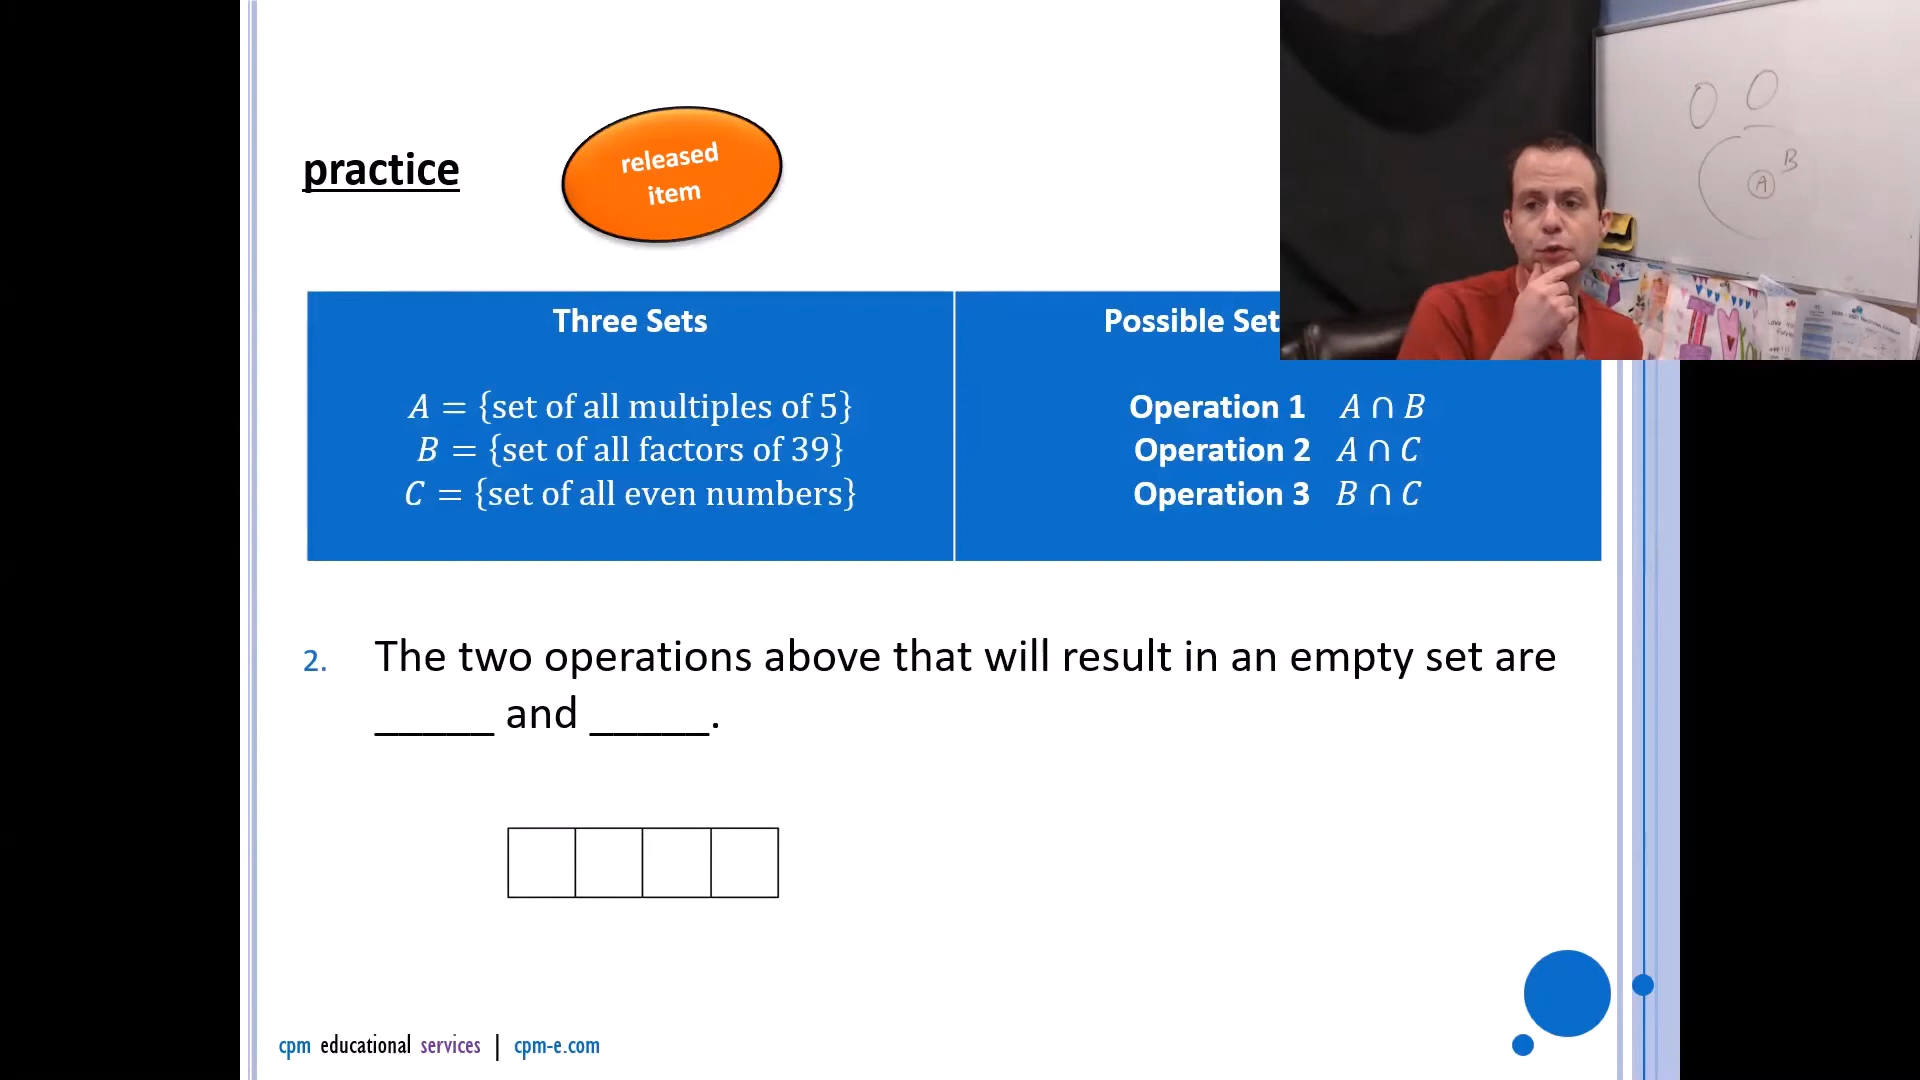 practice
released
item
Three Sets
Possible Set
A = {set of all multiples of 5}
B = {set of all factors of 39}
C = {set of all even numbers}
Operation 1 A ∩ B
Operation 2 A ∩ C
Operation 3 B ∩ C
2. The two operations above that will result in an empty set are
_____ and _____.
cpm educational services | cpm-e.com
B
A
I